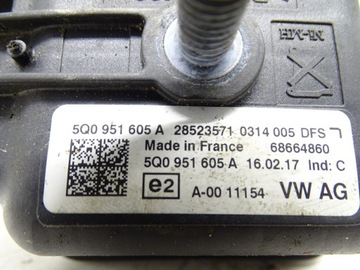 5Q0 951 605 A 28523571 0314 005 DFS
Made in France 68664860
5Q0 951 605 A 16.02.17 Ind: C
e2 A-00 11154 VW AG